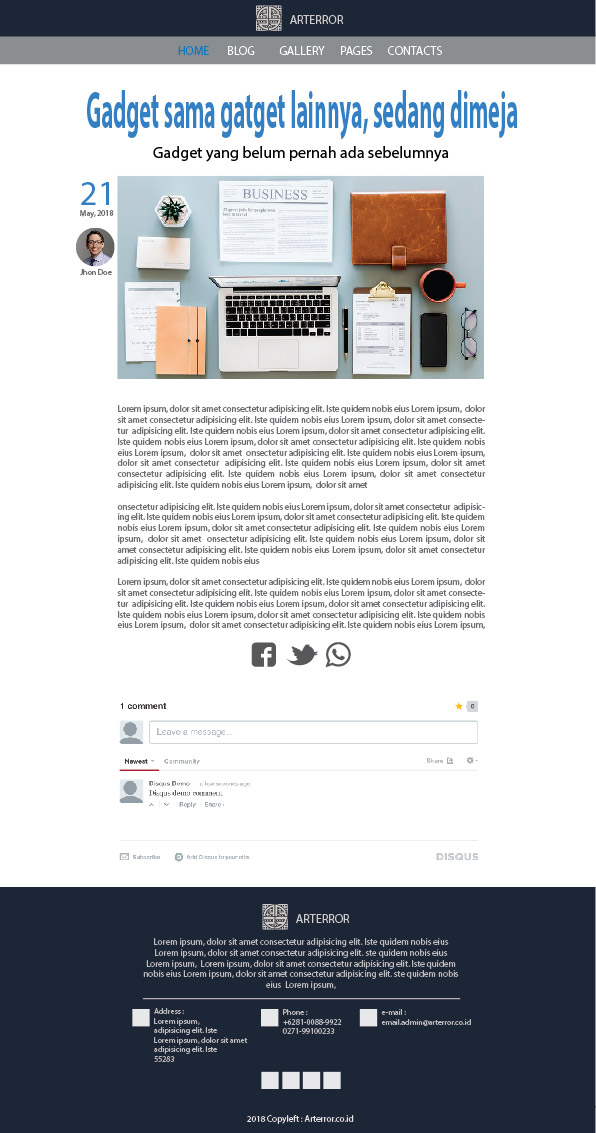 ARTERROR
HOME BLOG GALLERY PAGES CONTACTS
Gadget sama gatget lainnya, sedang dimeja
Gadget yang belum pernah ada sebelumnya
21
May, 2018
Jhon Doe
BUSINESS
Lorem ipsum, dolor sit amet consectetur adipisicing elit. Iste quidem nobis eius Lorem ipsum, dolor
sit amet consectetur adipisicing elit. Iste quidem nobis eius Lorem ipsum, dolor sit amet consecte-
tur adipisicing elit. Iste quidem nobis eius Lorem ipsum, dolor sit amet consectetur adipisicing elit.
Iste quidem nobis eius Lorem ipsum, dolor sit amet consectetur adipisicing elit. Iste quidem nobis
eius Lorem ipsum, dolor sit amet onsectetur adipisicing elit. Iste quidem nobis eius Lorem ipsum,
dolor sit amet consectetur adipisicing elit. Iste quidem nobis eius Lorem ipsum, dolor sit amet
consectetur adipisicing elit. Iste quidem nobis eius Lorem ipsum, dolor sit amet consectetur
adipisicing elit. Iste quidem nobis eius Lorem ipsum, dolor sit amet
onsectetur adipisicing elit. Iste quidem nobis eius Lorem ipsum, dolor sit amet consectetur adipisic-
ing elit. Iste quidem nobis eius Lorem ipsum, dolor sit amet consectetur adipisicing elit. Iste quidem
nobis eius Lorem ipsum, dolor sit amet consectetur adipisicing elit. Iste quidem nobis eius Lorem
ipsum, dolor sit amet onsectetur adipisicing elit. Iste quidem nobis eius Lorem ipsum, dolor sit
amet consectetur adipisicing elit. Iste quidem nobis eius Lorem ipsum, dolor sit amet consectetur
adipisicing elit. Iste quidem nobis eius
Lorem ipsum, dolor sit amet consectetur adipisicing elit. Iste quidem nobis eius Lorem ipsum, dolor
sit amet consectetur adipisicing elit. Iste quidem nobis eius Lorem ipsum, dolor sit amet consecte-
tur adipisicing elit. Iste quidem nobis eius Lorem ipsum, dolor sit amet consectetur adipisicing elit.
Iste quidem nobis eius Lorem ipsum, dolor sit amet consectetur adipisicing elit. Iste quidem nobis
eius Lorem ipsum, dolor sit amet consectetur adipisicing elit. Iste quidem nobis eius Lorem ipsum,
1 comment 0
Leave a message...
Newest Community Share
Disqus Demo a few seconds ago
Disqus demo comment
Reply Share ›
Subscribe Add Disqus to your site DISQUS
ARTERROR
Lorem ipsum, dolor sit amet consectetur adipisicing elit. Iste quidem nobis eius
Lorem ipsum, dolor sit amet consectetur adipisicing elit. ste quidem nobis eius
Lorem ipsum, Lorem ipsum, dolor sit amet consectetur adipisicing elit. Iste quidem
nobis eius Lorem ipsum, dolor sit amet consectetur adipisicing elit. ste quidem nobis
eius Lorem ipsum,
Address :
Lorem ipsum,
adipisicing elit. Iste
Lorem ipsum, dolor sit amet
adipisicing elit. Iste
55283
Phone :
+6281-0088-9922
0271-99100233
e-mail :
email.admin@arterror.co.id
2018 Copyleft : Arterror.co.id